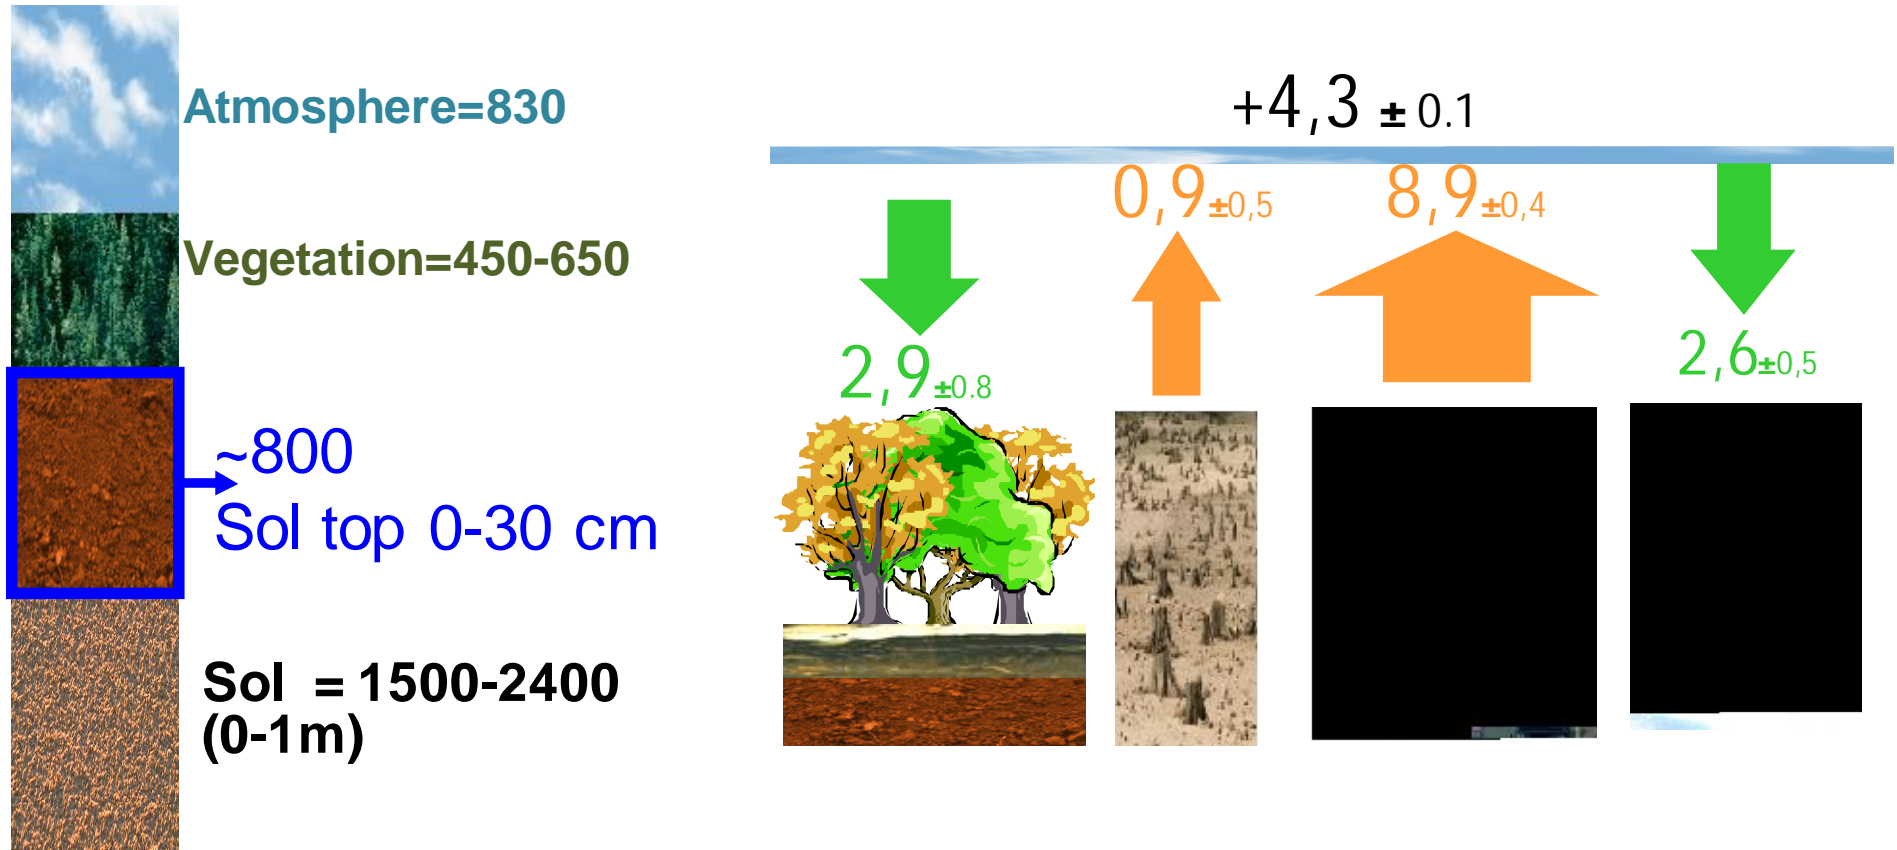 Atmosphere=830
Vegetation=450-650
~800
Sol top 0-30 cm
Sol = 1500-2400
(0-1m)
+4,3 ± 0.1
0,9±0,5
8,9±0,4
2,9±0.8
2,6±0,5